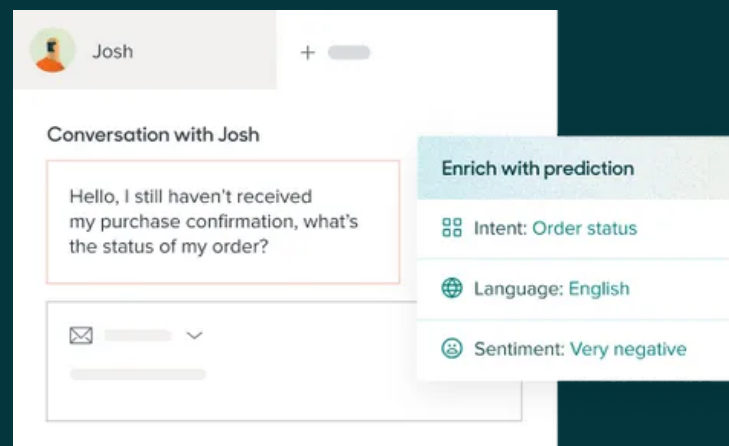 Josh
Conversation with Josh
Hello, I still haven't received
my purchase confirmation, what's
the status of my order?
Enrich with prediction
Intent: Order status
Language: English
Sentiment: Very negative